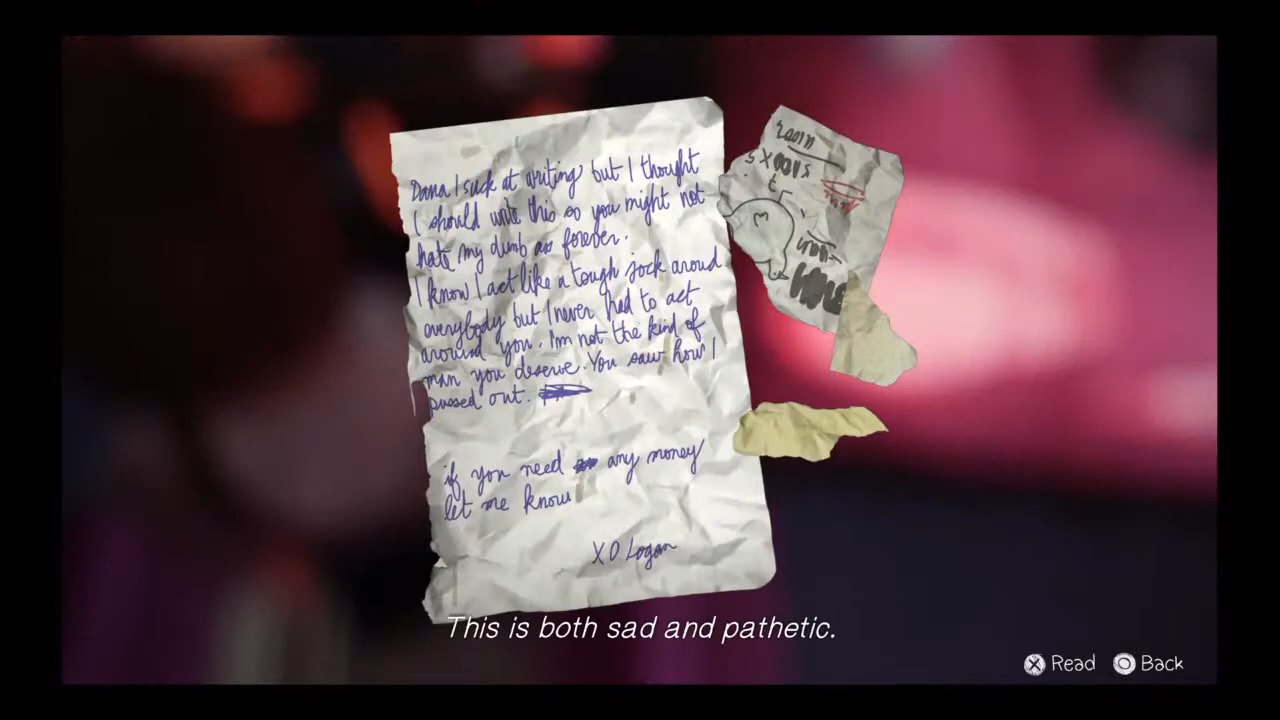 Dana I suck at writing but I thought
I should write this so you might not
hate my dumb ass forever.
I know I act like a tough jock aroud
everybody but I never had to act
around you. I'm not the kind of
man you deserve. You saw how I
passed out.
if you need any money
let me know
XO Logan
This is both sad and pathetic.
Read Back